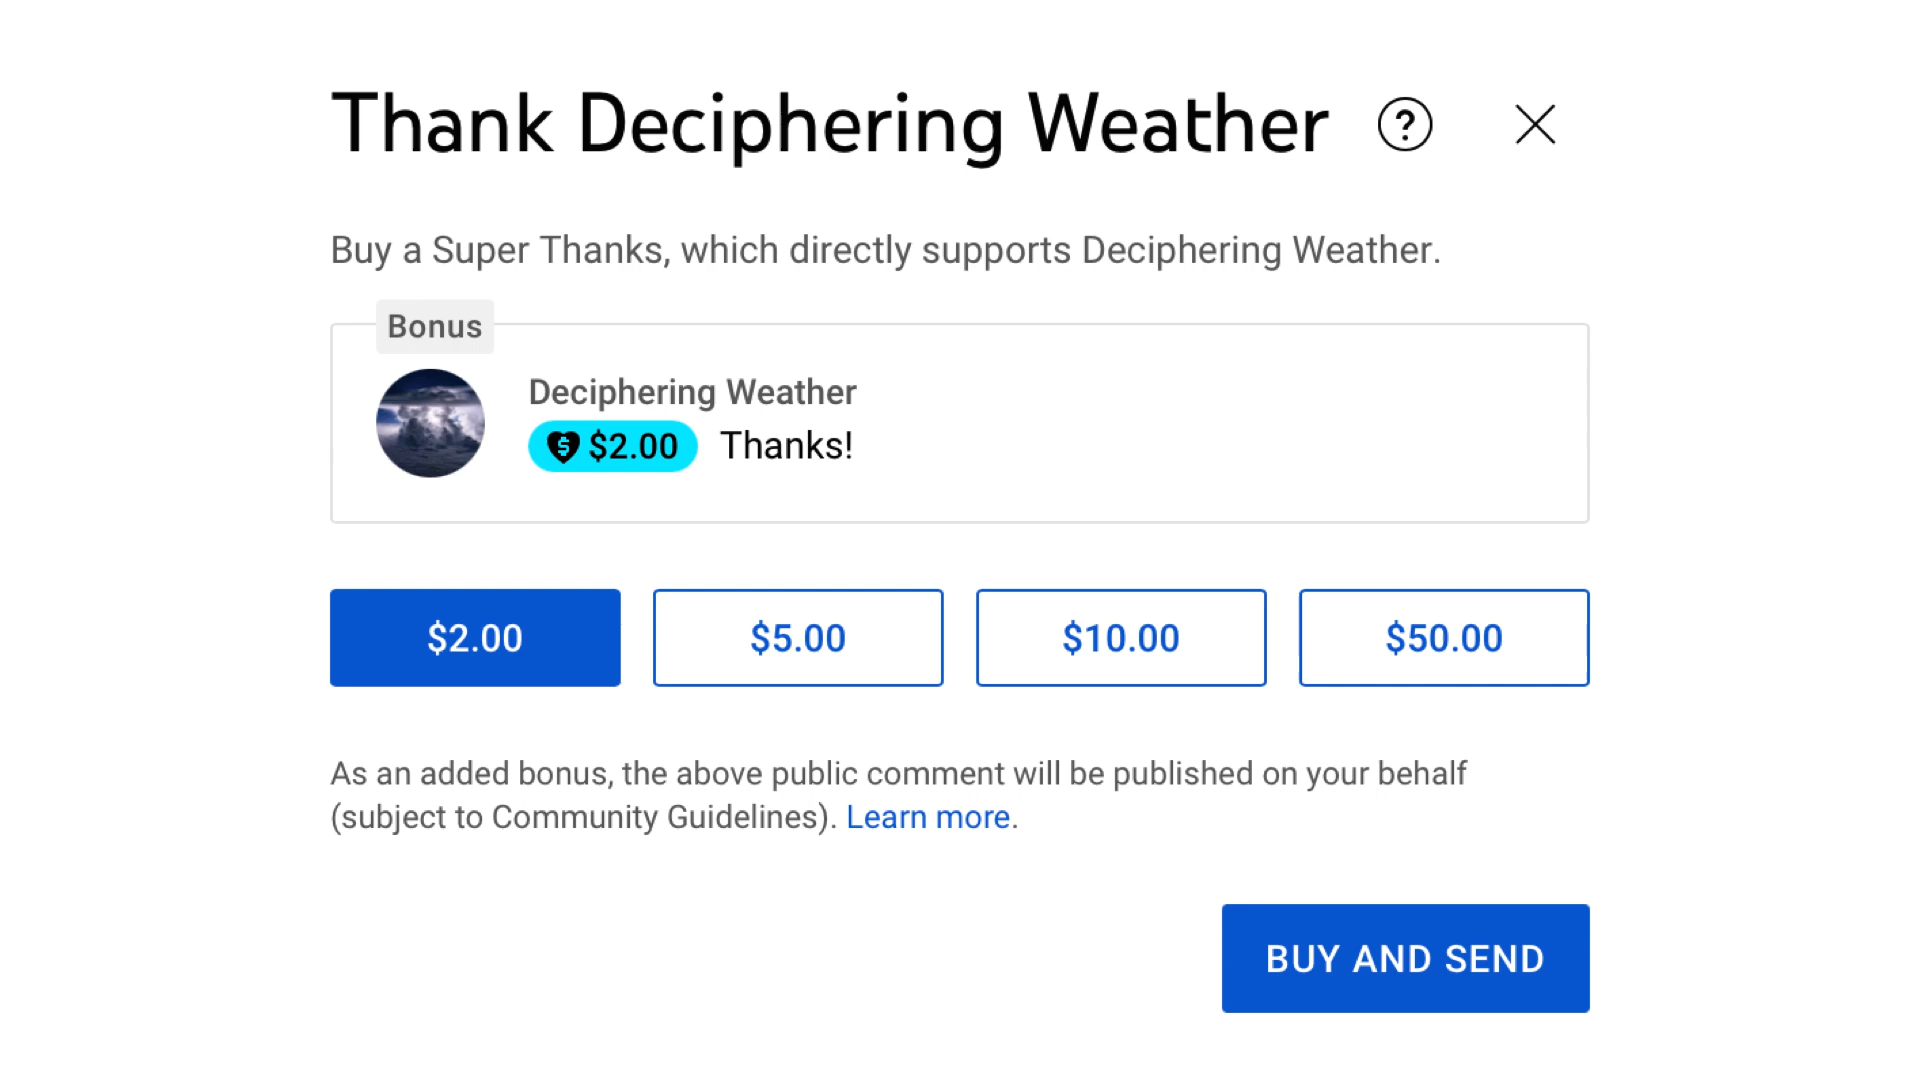 Thank Deciphering Weather ?
Buy a Super Thanks, which directly supports Deciphering Weather.
Bonus
Deciphering Weather
$ $2.00 Thanks!
$2.00 $5.00 $10.00 $50.00
As an added bonus, the above public comment will be published on your behalf
(subject to Community Guidelines). Learn more.
BUY AND SEND